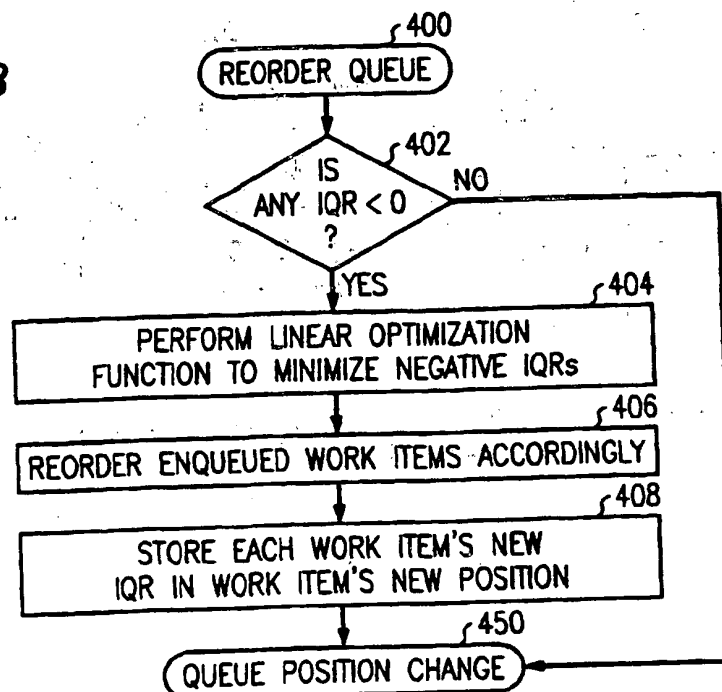 400
REORDER QUEUE
402
IS
ANY IQR < 0
?
NO
YES
404
PERFORM LINEAR OPTIMIZATION
FUNCTION TO MINIMIZE NEGATIVE IQRs
406
REORDER ENQUEUED WORK ITEMS ACCORDINGLY
408
STORE EACH WORK ITEM'S NEW
IQR IN WORK ITEM'S NEW POSITION
450
QUEUE POSITION CHANGE